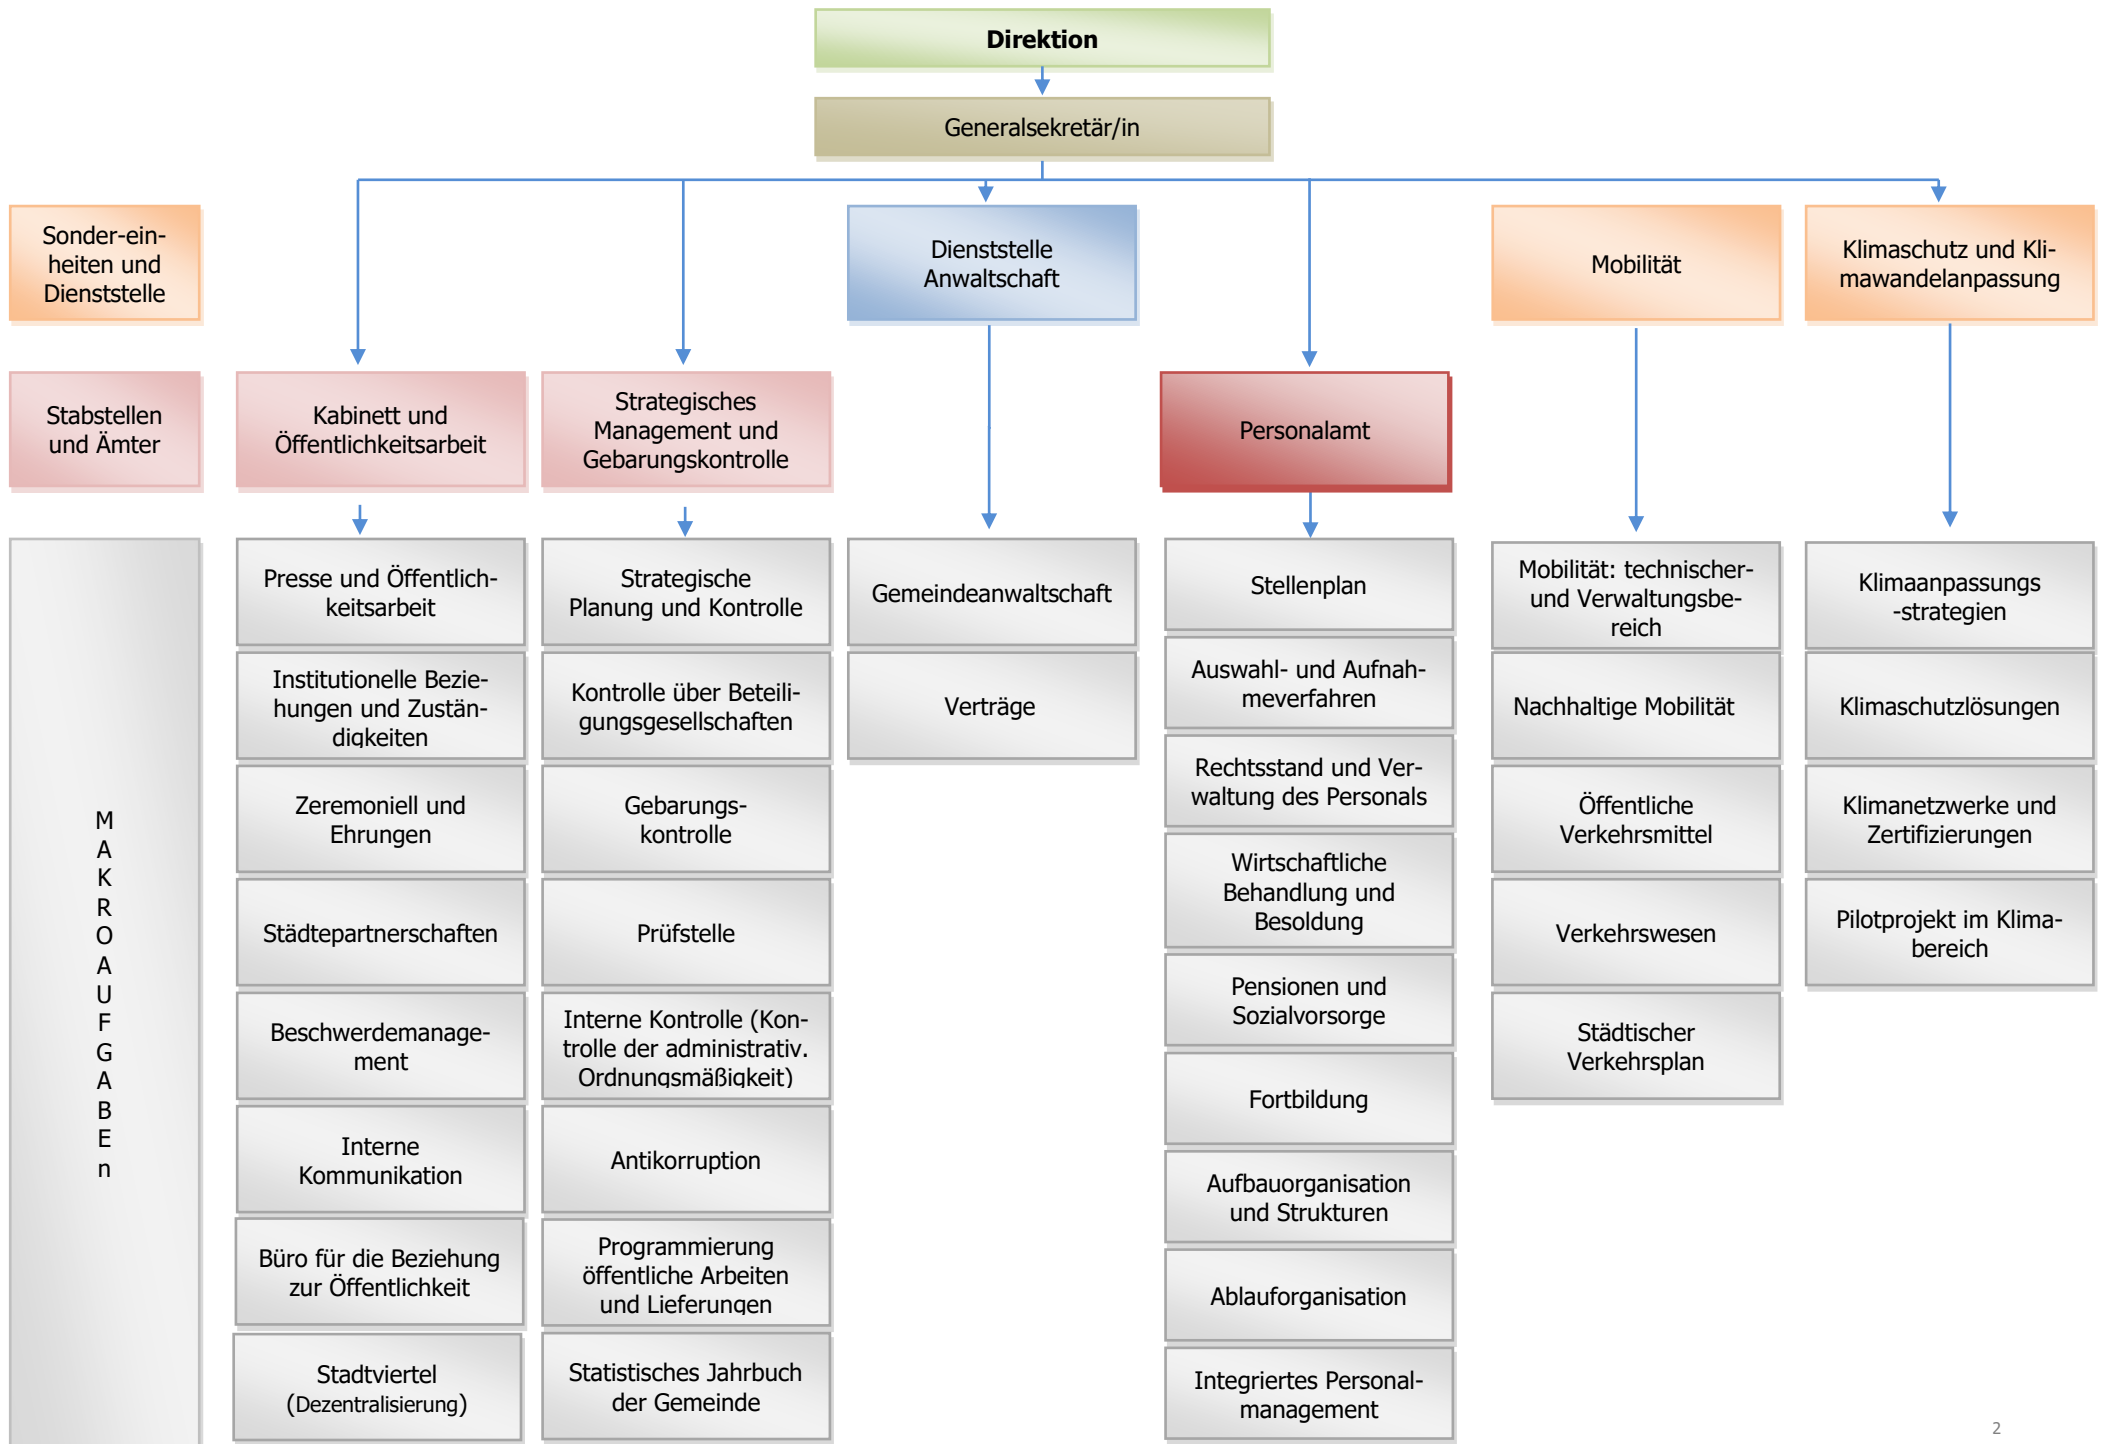 Direktion
Generalsekretär/in
Sonder-ein-
heiten und
Dienststelle
Dienststelle
Anwaltschaft
Mobilität
Klimaschutz und Kli-
mawandelanpassung
Stabstellen
und Ämter
Kabinett und
Öffentlichkeitsarbeit
Strategisches
Management und
Gebarungskontrolle
Personalamt
M
A
K
R
O
A
U
F
G
A
B
E
n
Presse und Öffentlich-
keitsarbeit
Institutionelle Bezie-
hungen und Zustän-
digkeiten
Zeremoniell und
Ehrungen
Städtepartnerschaften
Beschwerdemanage-
ment
Interne
Kommunikation
Büro für die Beziehung
zur Öffentlichkeit
Stadtviertel
(Dezentralisierung)
Strategische
Planung und Kontrolle
Kontrolle über Beteili-
gungsgesellschaften
Gebarungs-
kontrolle
Prüfstelle
Interne Kontrolle (Kon-
trolle der administrativ.
Ordnungsmäßigkeit)
Antikorruption
Programmierung
öffentliche Arbeiten
und Lieferungen
Statistisches Jahrbuch
der Gemeinde
Gemeindeanwaltschaft
Verträge
Stellenplan
Auswahl- und Aufnah-
meverfahren
Rechtsstand und Ver-
waltung des Personals
Wirtschaftliche
Behandlung und
Besoldung
Pensionen und
Sozialvorsorge
Fortbildung
Aufbauorganisation
und Strukturen
Ablauforganisation
Integriertes Personal-
management
Mobilität: technischer-
und Verwaltungsbe-
reich
Nachhaltige Mobilität
Öffentliche
Verkehrsmittel
Verkehrswesen
Städtischer
Verkehrsplan
Klimaanpassungs
-strategien
Klimaschutzlösungen
Klimanetzwerke und
Zertifizierungen
Pilotprojekt im Klima-
bereich
2